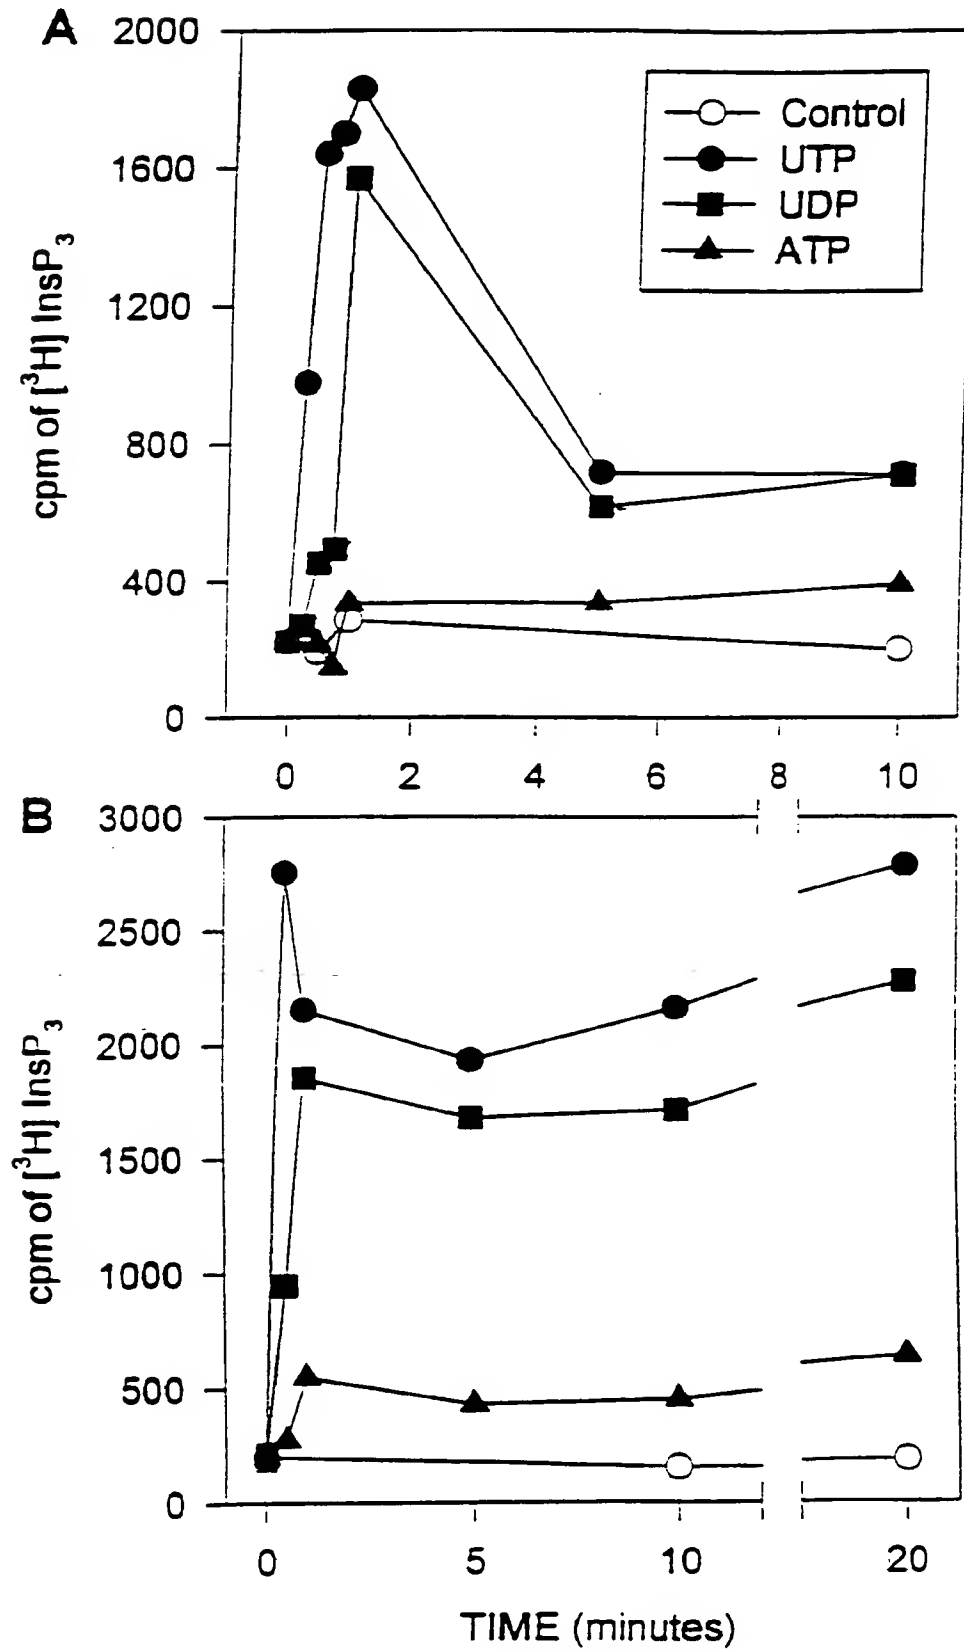 A
2000
1600
1200
800
400
0
cpm of [³H] InsP₃
Control
UTP
UDP
ATP
0 2 4 6 8 10
B
3000
2500
2000
1500
1000
500
0
cpm of [³H] InsP₃
0 5 10 20
TIME (minutes)